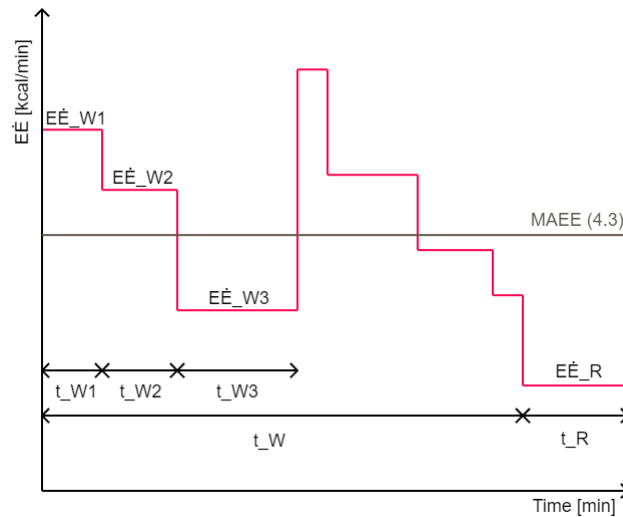 EĖ [kcal/min]
EĖ_W1
EĖ_W2
MAEE (4.3)
EĖ_W3
EĖ_R
t_W1
t_W2
t_W3
t_W
t_R
Time [min]